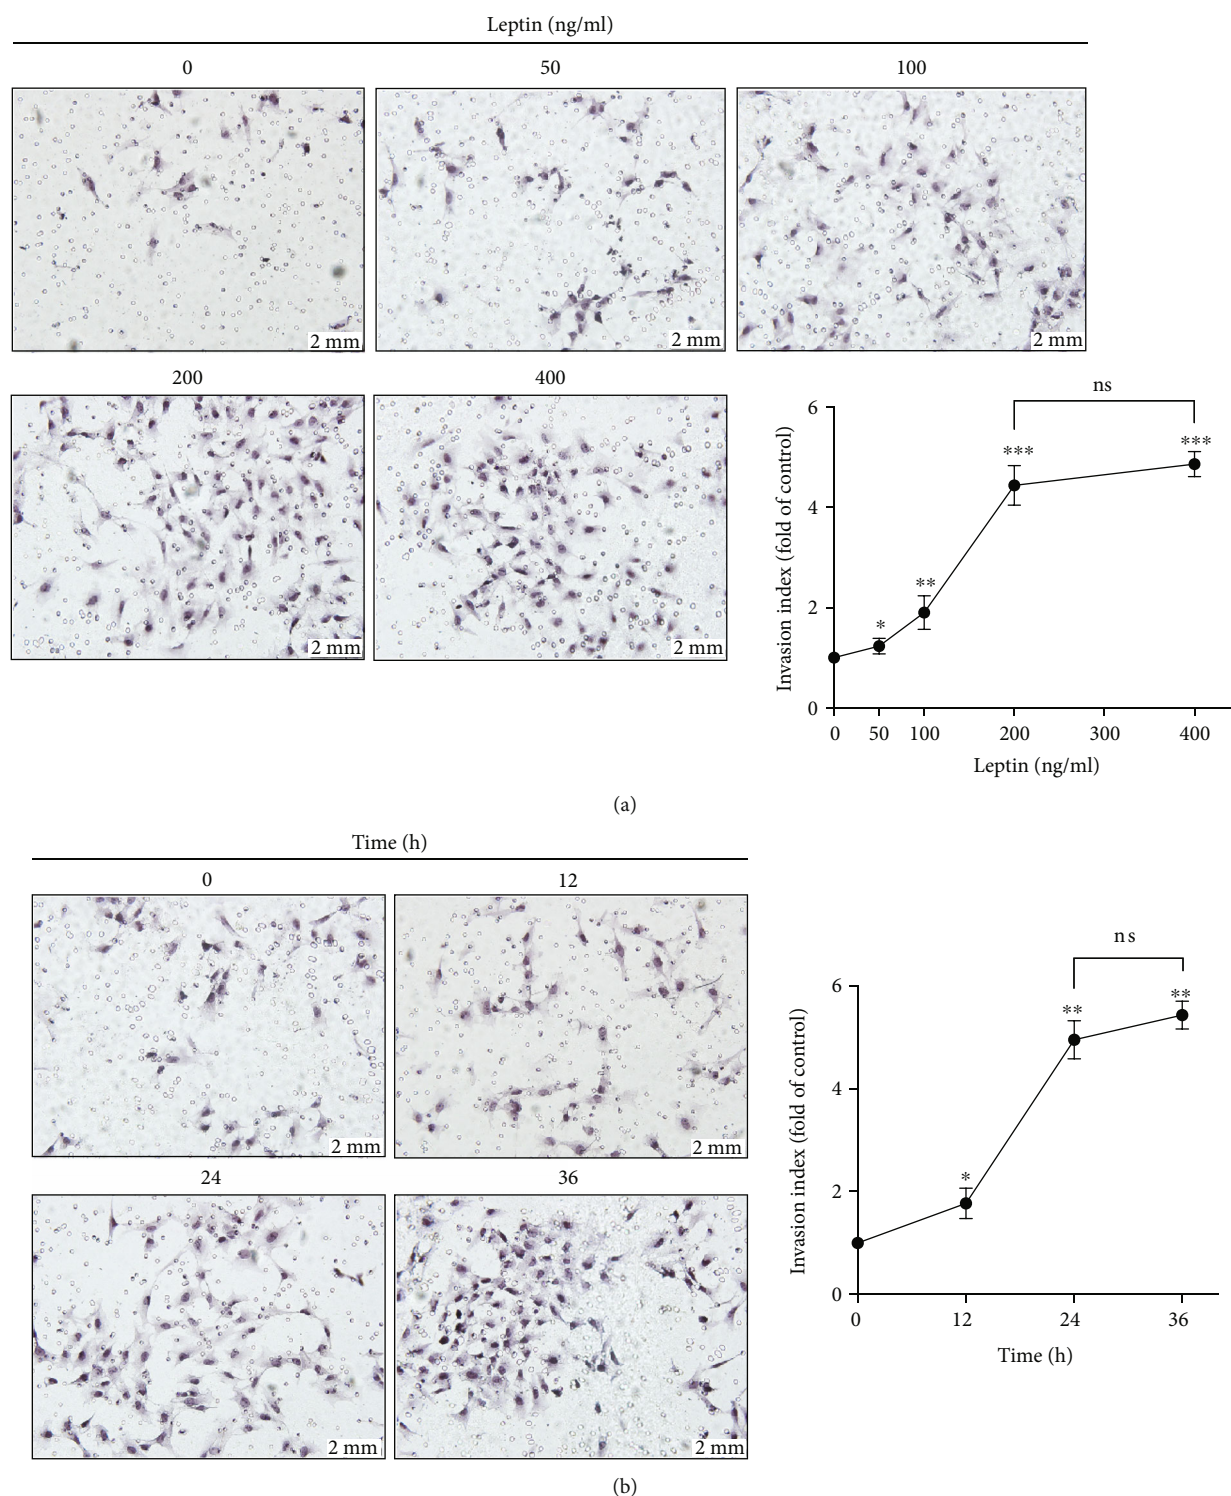 Leptin (ng/ml)
0 50 100
2 mm 2 mm 2 mm
200 400
2 mm 2 mm
ns
6
4
2
0
Invasion index (fold of control)
*
**
***
***
0 50 100 200 300 400
Leptin (ng/ml)
(a)
Time (h)
0 12
2 mm 2 mm
24 36
2 mm 2 mm
ns
6
4
2
0
Invasion index (fold of control)
*
**
**
0 12 24 36
Time (h)
(b)